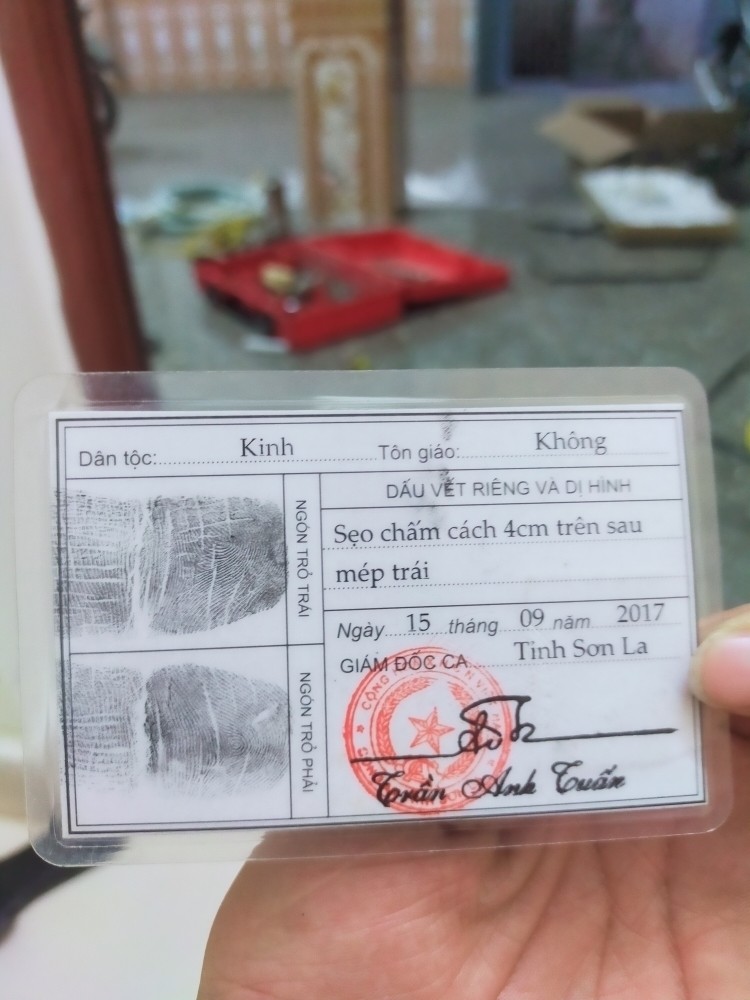 Dân tộc: Kinh Tôn giáo: Không
NGÓN TRỎ TRÁI
NGÓN TRỎ PHẢI
DẤU VẾT RIÊNG VÀ DỊ HÌNH
Sẹo chấm cách 4cm trên sau
mép trái
Ngày 15 tháng 09 năm 2017
GIÁM ĐỐC CA Tỉnh Sơn La
Trần Anh Tuấn